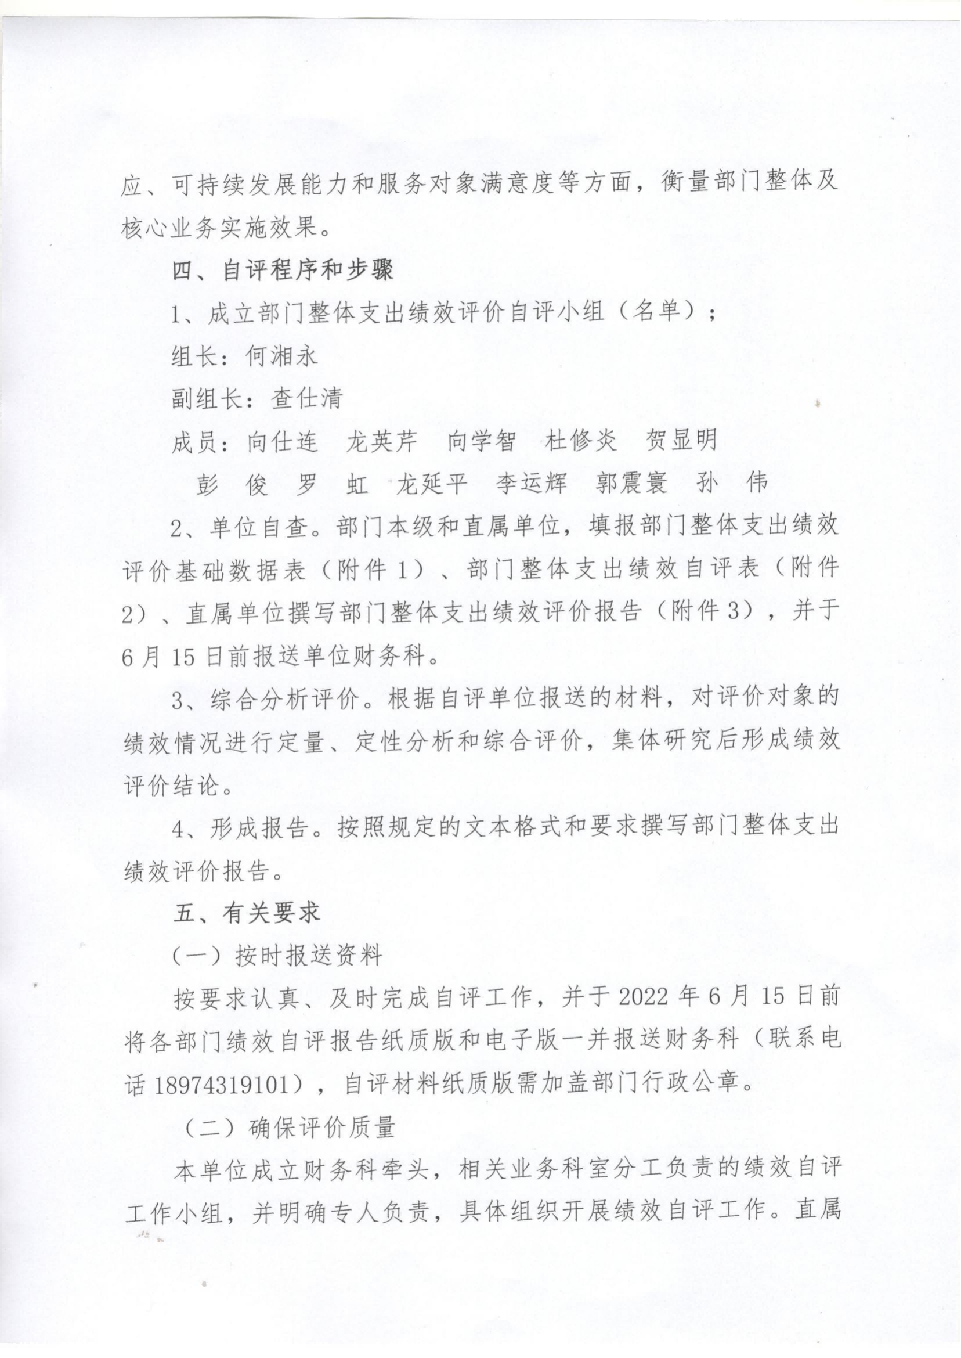 应、可持续发展能力和服务对象满意度等方面，衡量部门整体及
核心业务实施效果。
四、自评程序和步骤
1、成立部门整体支出绩效评价自评小组（名单）；
组长：何湘永
副组长：查仕清
成员：向仕连　龙英芹　向学智　杜修炎　贺显明
彭　俊　罗　虹　龙延平　李运辉　郭震寰　孙　伟
2、单位自查。部门本级和直属单位，填报部门整体支出绩效
评价基础数据表（附件 1）、部门整体支出绩效自评表（附件
2）、直属单位撰写部门整体支出绩效评价报告（附件 3），并于
6 月 15 日前报送单位财务科。
3、综合分析评价。根据自评单位报送的材料，对评价对象的
绩效情况进行定量、定性分析和综合评价，集体研究后形成绩效
评价结论。
4、形成报告。按照规定的文本格式和要求撰写部门整体支出
绩效评价报告。
五、有关要求
（一）按时报送资料
按要求认真、及时完成自评工作，并于 2022 年 6 月 15 日前
将各部门绩效自评报告纸质版和电子版一并报送财务科（联系电
话 18974319101），自评材料纸质版需加盖部门行政公章。
（二）确保评价质量
本单位成立财务科牵头，相关业务科室分工负责的绩效自评
工作小组，并明确专人负责，具体组织开展绩效自评工作。直属